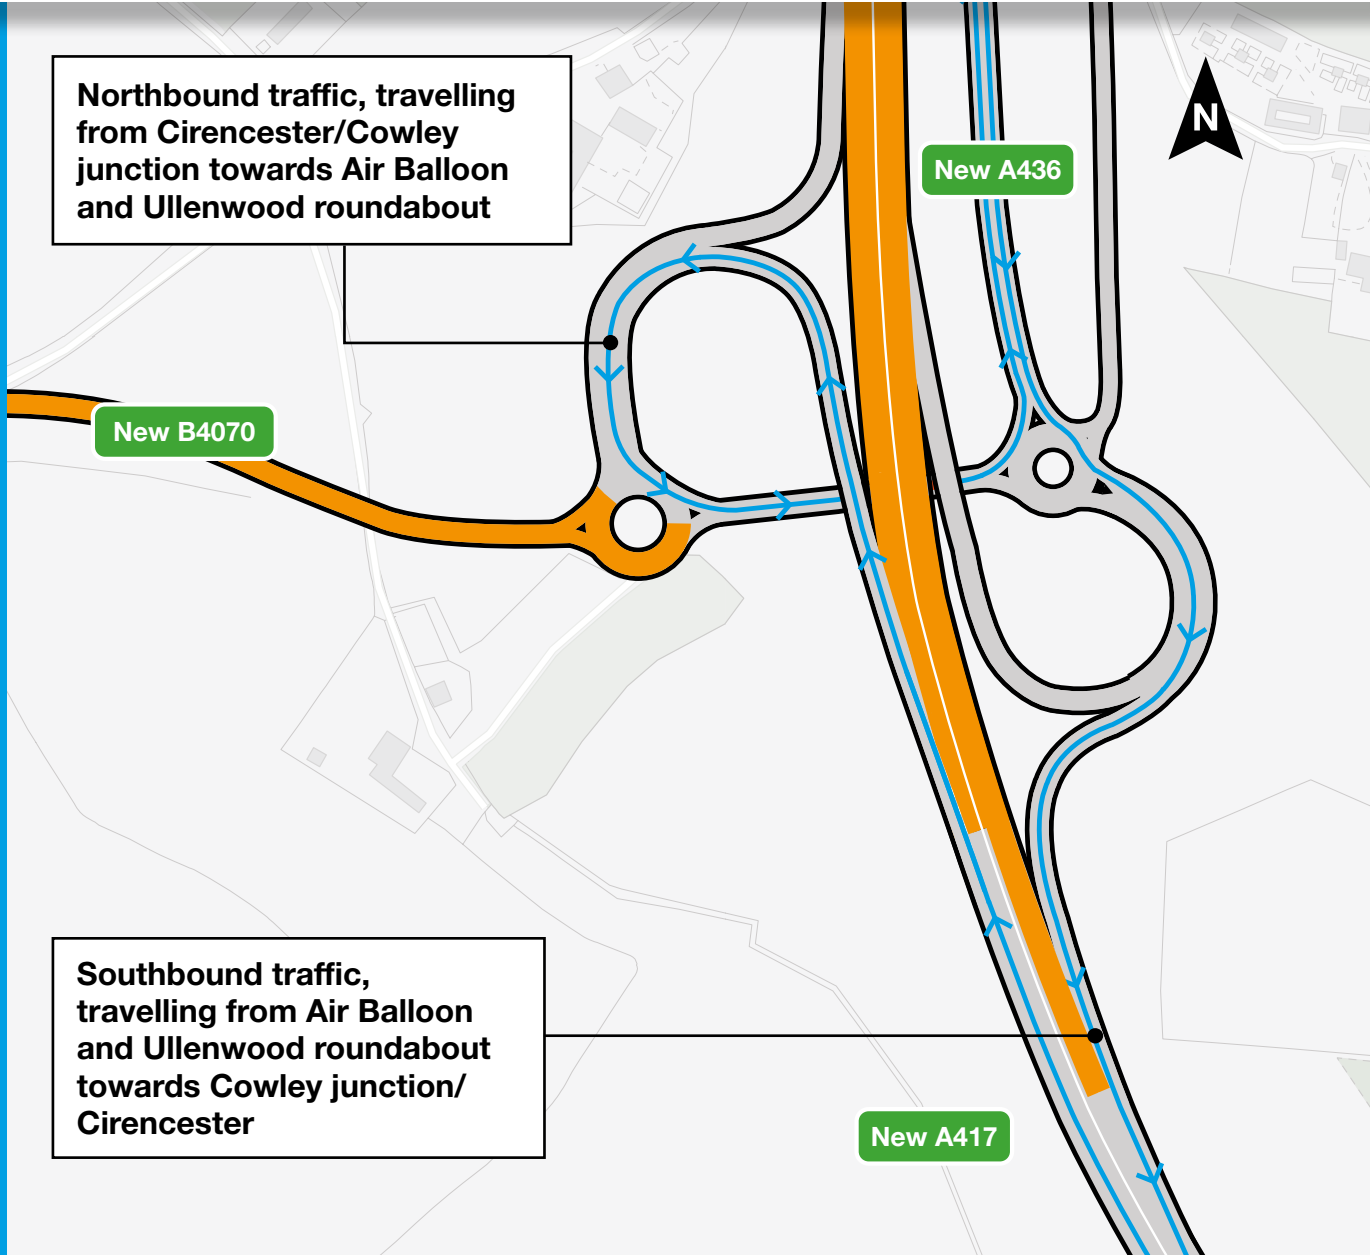 Northbound traffic, travelling
from Cirencester/Cowley
junction towards Air Balloon
and Ullenwood roundabout
N
New A436
New B4070
Southbound traffic,
travelling from Air Balloon
and Ullenwood roundabout
towards Cowley junction/
Cirencester
New A417